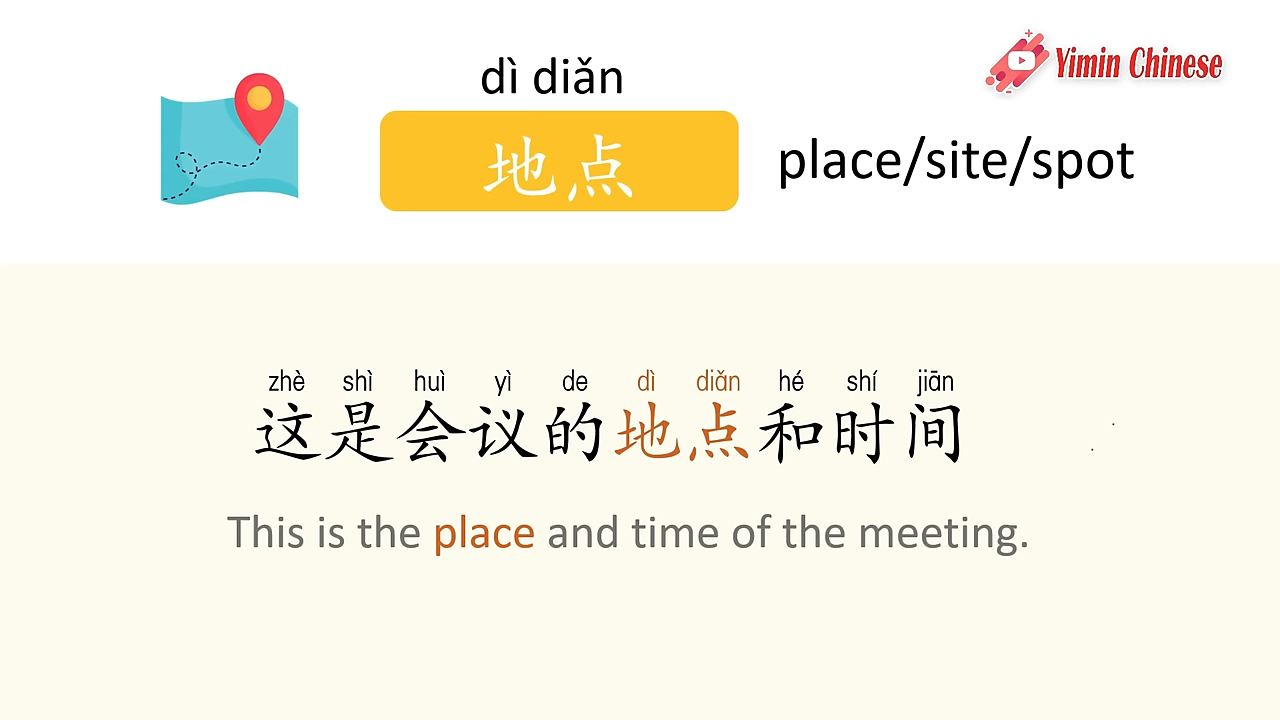 dì diǎn
Yimin Chinese
地点
place/site/spot
zhè shì huì yì de dì diǎn hé shí jiān
这是会议的地点和时间
This is the place and time of the meeting.